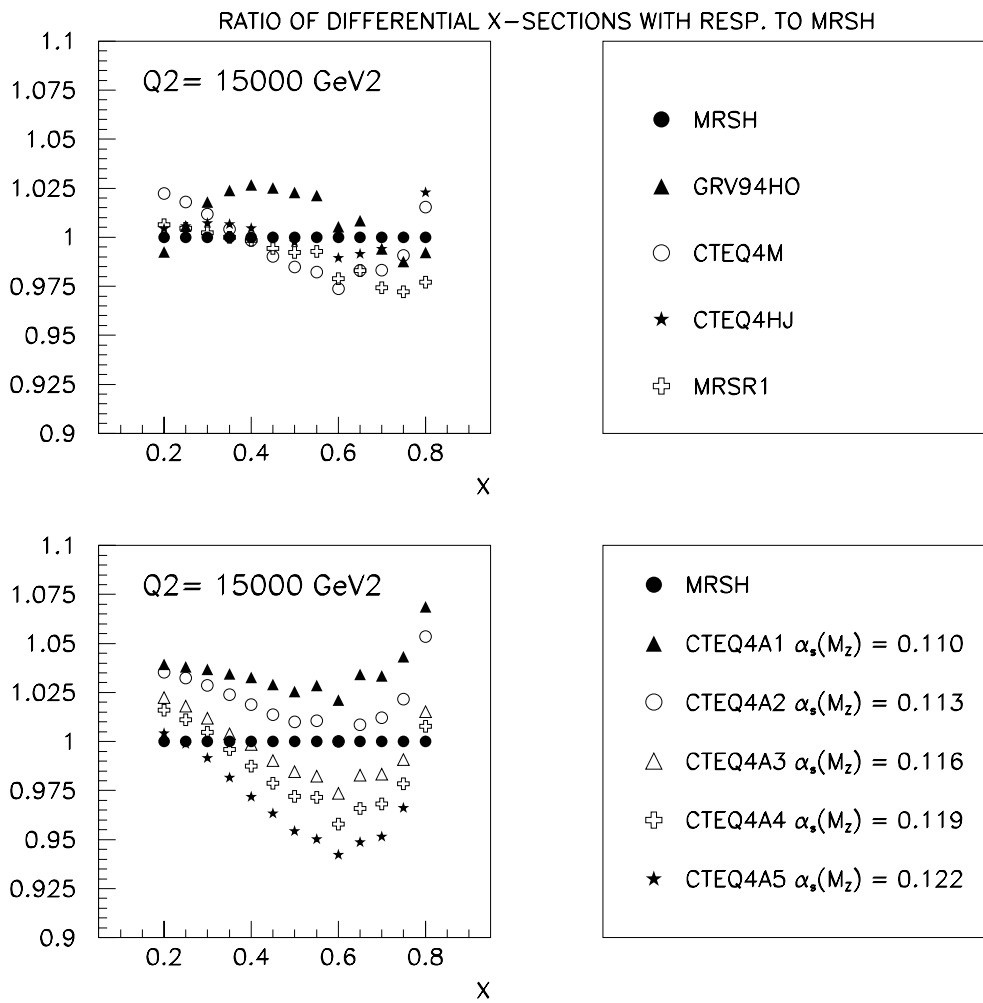 RATIO OF DIFFERENTIAL X-SECTIONS WITH RESP. TO MRSH
Q2= 15000 GeV2
1.1
1.075
1.05
1.025
1
0.975
0.95
0.925
0.9
0.2 0.4 0.6 0.8
X
MRSH
GRV94HO
CTEQ4M
CTEQ4HJ
MRSR1
Q2= 15000 GeV2
1.1
1.075
1.05
1.025
1
0.975
0.95
0.925
0.9
0.2 0.4 0.6 0.8
X
MRSH
CTEQ4A1 αs(MZ) = 0.110
CTEQ4A2 αs(MZ) = 0.113
CTEQ4A3 αs(MZ) = 0.116
CTEQ4A4 αs(MZ) = 0.119
CTEQ4A5 αs(MZ) = 0.122